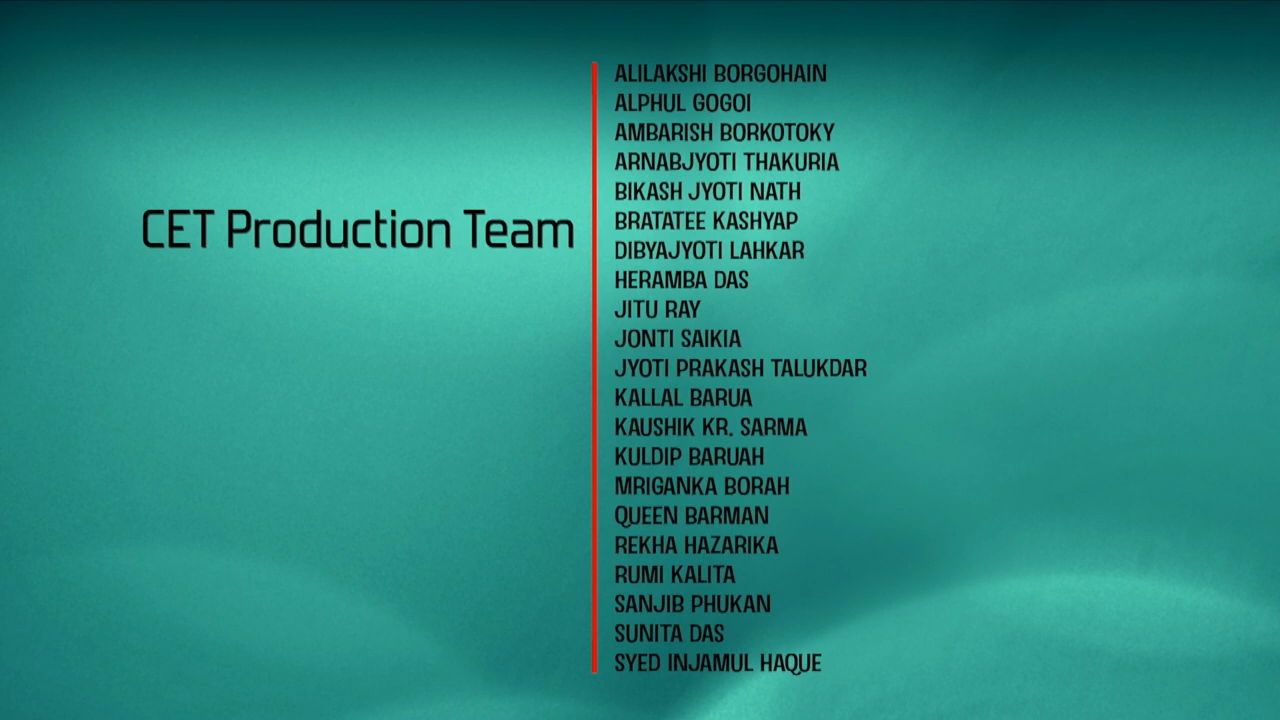 CET Production Team
ALILAKSHI BORGOHAIN
ALPHUL GOGOI
AMBARISH BORKOTOKY
ARNABJYOTI THAKURIA
BIKASH JYOTI NATH
BRATATEE KASHYAP
DIBYAJYOTI LAHKAR
HERAMBA DAS
JITU RAY
JONTI SAIKIA
JYOTI PRAKASH TALUKDAR
KALLAL BARUA
KAUSHIK KR. SARMA
KULDIP BARUAH
MRIGANKA BORAH
QUEEN BARMAN
REKHA HAZARIKA
RUMI KALITA
SANJIB PHUKAN
SUNITA DAS
SYED INJAMUL HAQUE